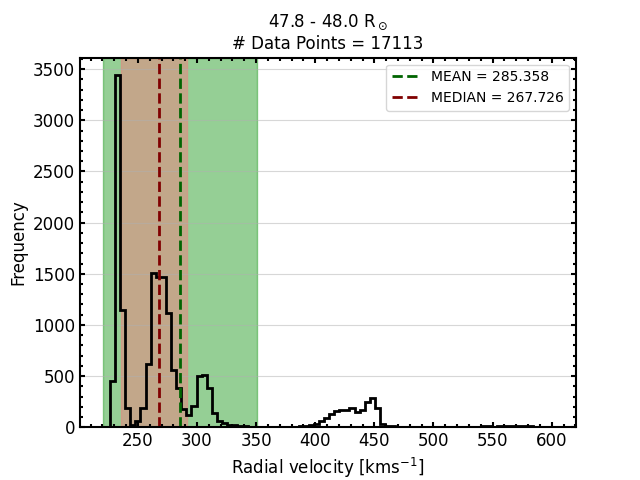 47.8 - 48.0 R⊙
# Data Points = 17113
MEAN = 285.358
MEDIAN = 267.726
3500
3000
2500
2000
1500
1000
500
0
Frequency
250 300 350 400 450 500 550 600
Radial velocity [kms⁻¹]